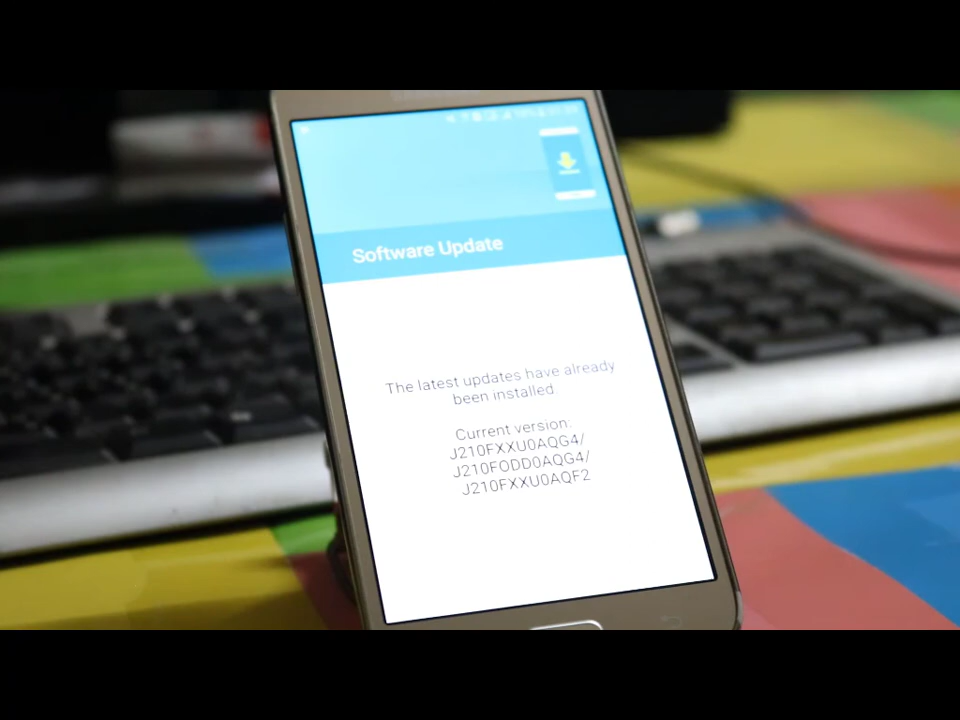 Software Update
The latest updates have already
been installed.
Current version:
J210FXXU0AQG4/
J210FODD0AQG4/
J210FXXU0AQF2